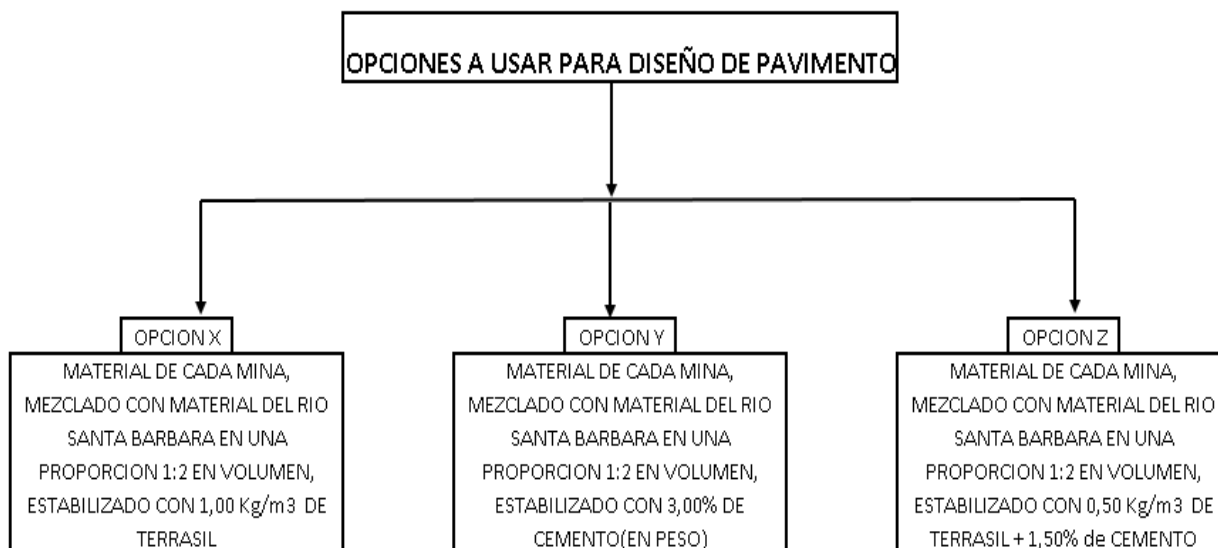 OPCIONES A USAR PARA DISEÑO DE PAVIMENTO
OPCION X
MATERIAL DE CADA MINA,
MEZCLADO CON MATERIAL DEL RIO
SANTA BARBARA EN UNA
PROPORCION 1:2 EN VOLUMEN,
ESTABILIZADO CON 1,00 Kg/m3 DE
TERRASIL
OPCION Y
MATERIAL DE CADA MINA,
MEZCLADO CON MATERIAL DEL RIO
SANTA BARBARA EN UNA
PROPORCION 1:2 EN VOLUMEN,
ESTABILIZADO CON 3,00% DE
CEMENTO(EN PESO)
OPCION Z
MATERIAL DE CADA MINA,
MEZCLADO CON MATERIAL DEL RIO
SANTA BARBARA EN UNA
PROPORCION 1:2 EN VOLUMEN,
ESTABILIZADO CON 0,50 Kg/m3 DE
TERRASIL + 1,50% de CEMENTO